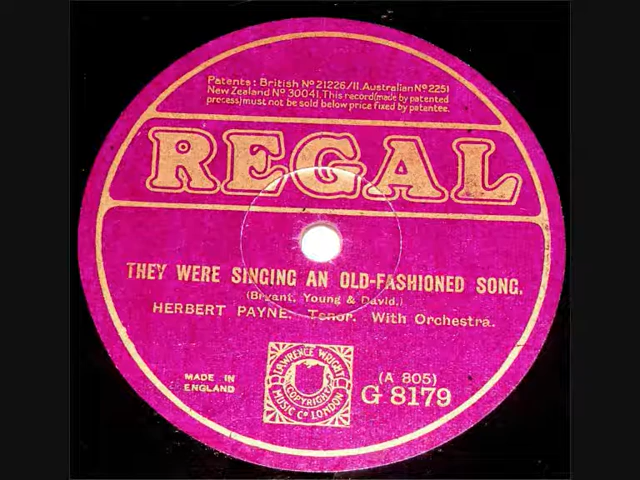 Patents: British Nº 21226/11. Australian Nº 2251
New Zealand Nº 30041. This record (made by patented
process) must not be sold below price fixed by patentee.
REGAL
THEY WERE SINGING AN OLD-FASHIONED SONG.
(Bryant, Young & David.)
HERBERT PAYNE. Tenor. With Orchestra.
MADE IN
ENGLAND
LAWRENCE WRIGHT
COPYRIGHT
MUSIC Cº LONDON
(A 805)
G 8179